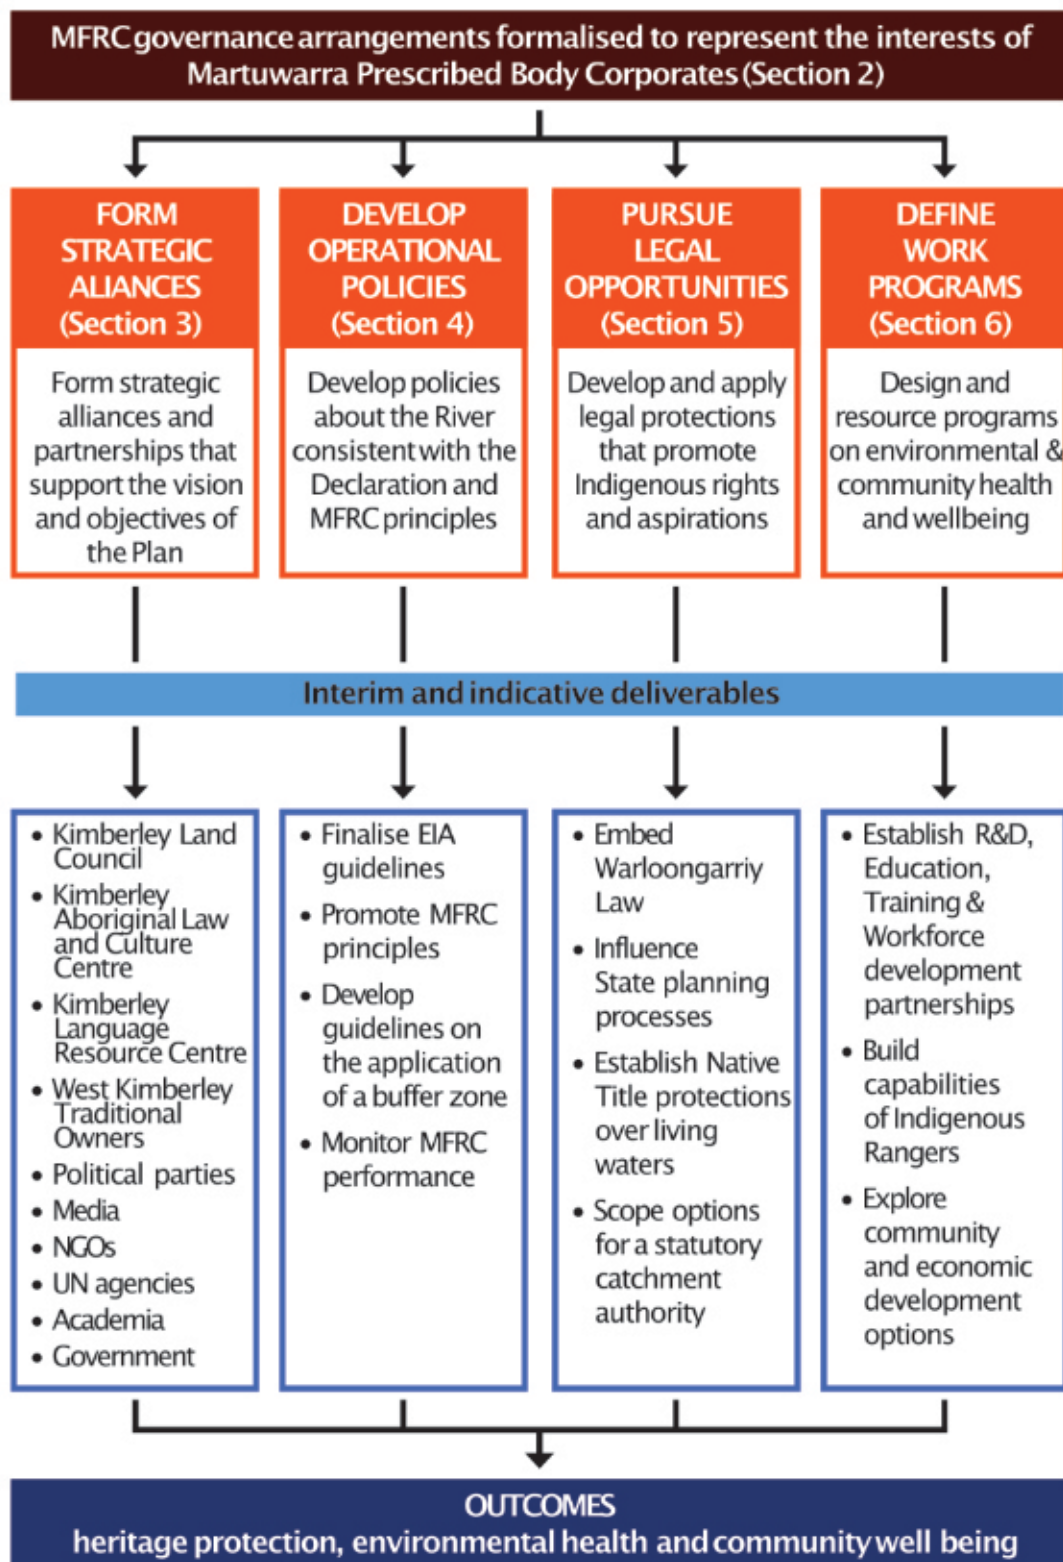 MFRC governance arrangements formalised to represent the interests of
Martuwarra Prescribed Body Corporates (Section 2)
FORM
STRATEGIC
ALIANCES
(Section 3)
Form strategic
alliances and
partnerships that
support the vision
and objectives of
the Plan
DEVELOP
OPERATIONAL
POLICIES
(Section 4)
Develop policies
about the River
consistent with the
Declaration and
MFRC principles
PURSUE
LEGAL
OPPORTUNITIES
(Section 5)
Develop and apply
legal protections
that promote
Indigenous rights
and aspirations
DEFINE
WORK
PROGRAMS
(Section 6)
Design and
resource programs
on environmental &
community health
and wellbeing
Interim and indicative deliverables
• Kimberley Land
Council
• Kimberley
Aboriginal Law
and Culture
Centre
• Kimberley
Language
Resource Centre
• West Kimberley
Traditional
Owners
• Political parties
• Media
• NGOs
• UN agencies
• Academia
• Government
• Finalise EIA
guidelines
• Promote MFRC
principles
• Develop
guidelines on
the application
of a buffer zone
• Monitor MFRC
performance
• Embed
Warloongarriy
Law
• Influence
State planning
processes
• Establish Native
Title protections
over living
waters
• Scope options
for a statutory
catchment
authority
• Establish R&D,
Education,
Training &
Workforce
development
partnerships
• Build
capabilities
of Indigenous
Rangers
• Explore
community
and economic
development
options
OUTCOMES
heritage protection, environmental health and community well being